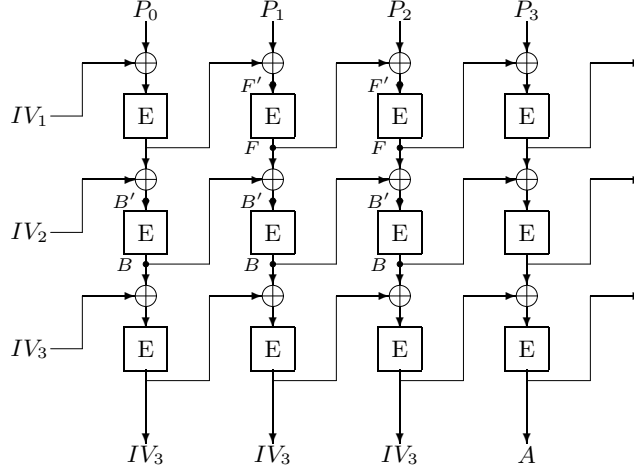 P0 P1 P2 P3
F′ F′
IV1 E E E E
F F
B′ B′ B′
IV2 E E E E
B B B
IV3 E E E E
IV3 IV3 IV3 A